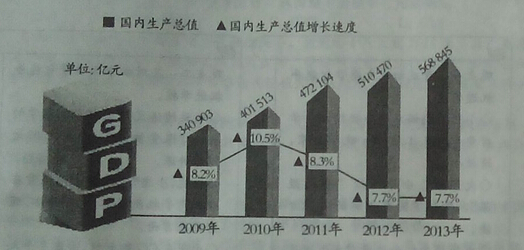 国内生产总值 国内生产总值增长速度
单位:亿元
340 903 401 513 472 104 510 470 568 845
G
D
P
8.2% 10.5% 8.3% 7.7% 7.7%
2009年 2010年 2011年 2012年 2013年